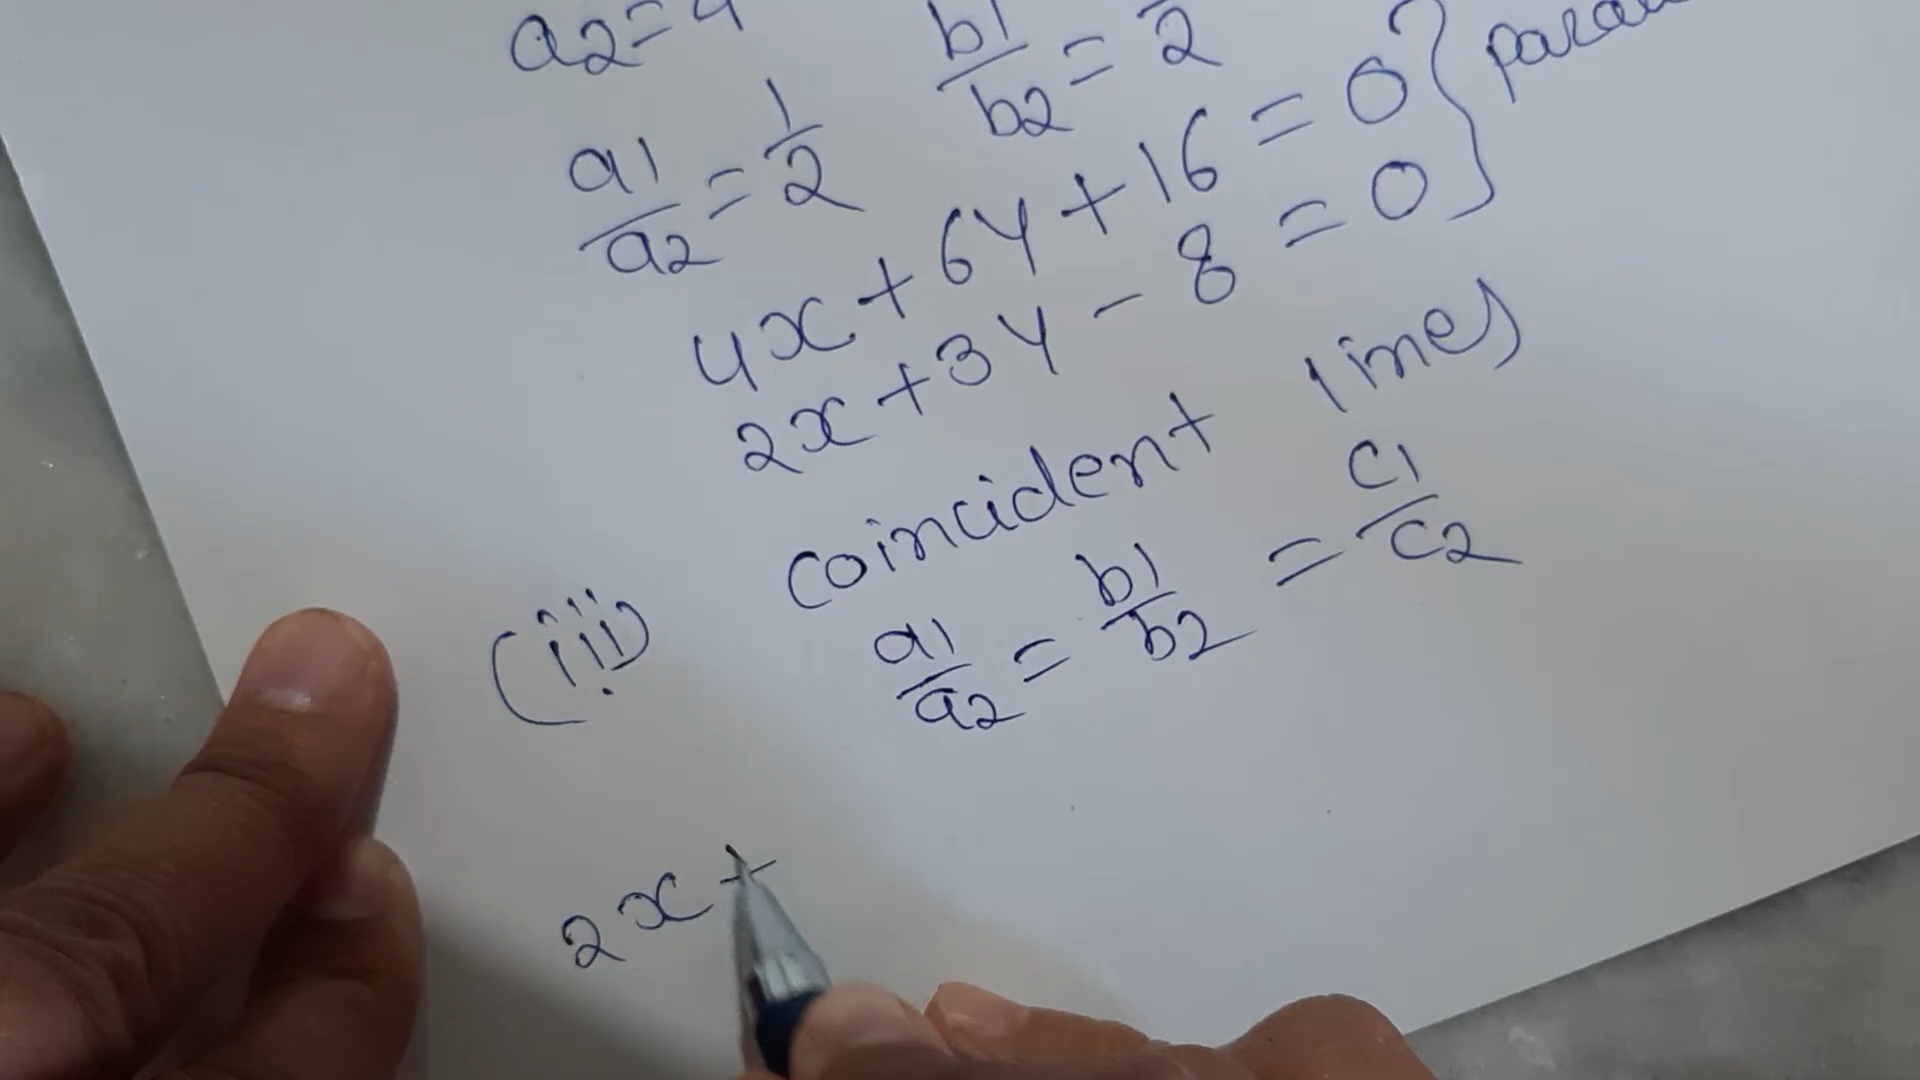 a2=4 b1/b2 = 1/2
a1/a2 = 1/2
4x+6y+16=0
2x+3y-8=0
(iii) coincident lines
a1/a2 = b1/b2 = c1/c2
2x+